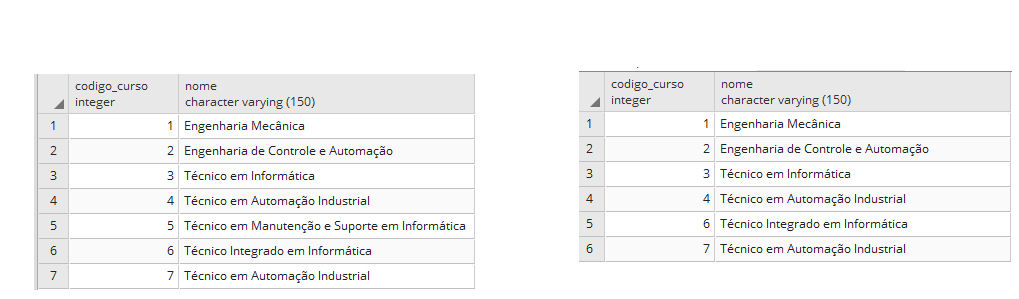 codigo_curso nome
integer character varying (150)
1 1 Engenharia Mecânica
2 2 Engenharia de Controle e Automação
3 3 Técnico em Informática
4 4 Técnico em Automação Industrial
5 5 Técnico em Manutenção e Suporte em Informática
6 6 Técnico Integrado em Informática
7 7 Técnico em Automação Industrial
codigo_curso nome
integer character varying (150)
1 1 Engenharia Mecânica
2 2 Engenharia de Controle e Automação
3 3 Técnico em Informática
4 4 Técnico em Automação Industrial
5 6 Técnico Integrado em Informática
6 7 Técnico em Automação Industrial